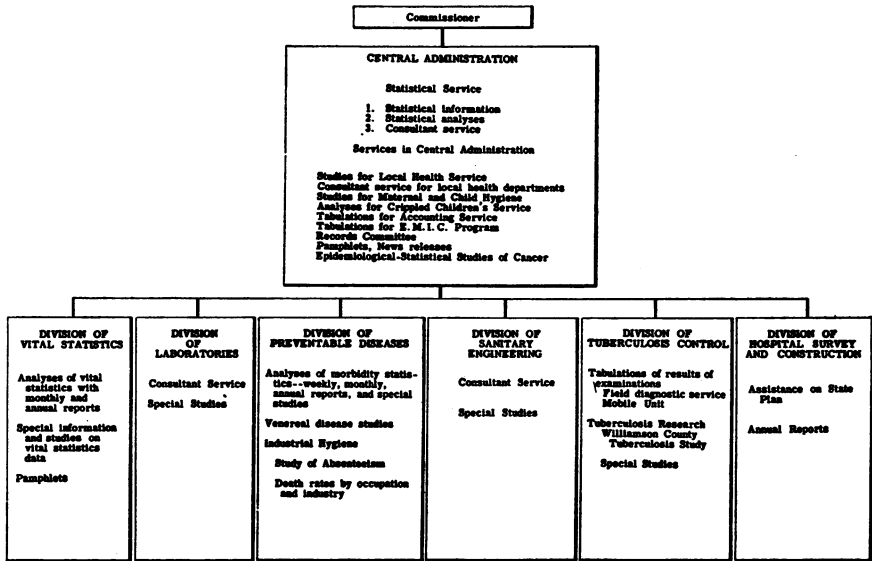 Commissioner
CENTRAL ADMINISTRATION
Statistical Service
1. Statistical information
2. Statistical analyses
3. Consultant service
Services in Central Administration
Studies for Local Health Service
Consultant service for local health departments
Studies for Maternal and Child Hygiene
Analyses for Crippled Children's Service
Tabulations for Accounting Service
Tabulations for E.M.I.C. Program
Records Committee
Pamphlets, News releases
Epidemiological-Statistical Studies of Cancer
DIVISION OF
VITAL STATISTICS
Analyses of vital
statistics with
monthly and
annual reports
Special information
and studies on
vital statistics
data
Pamphlets
DIVISION
OF
LABORATORIES
Consultant Service
Special Studies
DIVISION OF
PREVENTABLE DISEASES
Analyses of morbidity statis-
tics--weekly, monthly,
annual reports, and special
studies
Venereal disease studies
Industrial Hygiene
Study of Absenteeism
Death rates by occupation
and industry
DIVISION OF
SANITARY
ENGINEERING
Consultant Service
Special Studies
DIVISION OF
TUBERCULOSIS CONTROL
Tabulations of results of
examinations
Field diagnostic service
Mobile Unit
Tuberculosis Research
Williamson County
Tuberculosis Study
Special Studies
DIVISION OF
HOSPITAL SURVEY
AND CONSTRUCTION
Assistance on State
Plan
Annual Reports